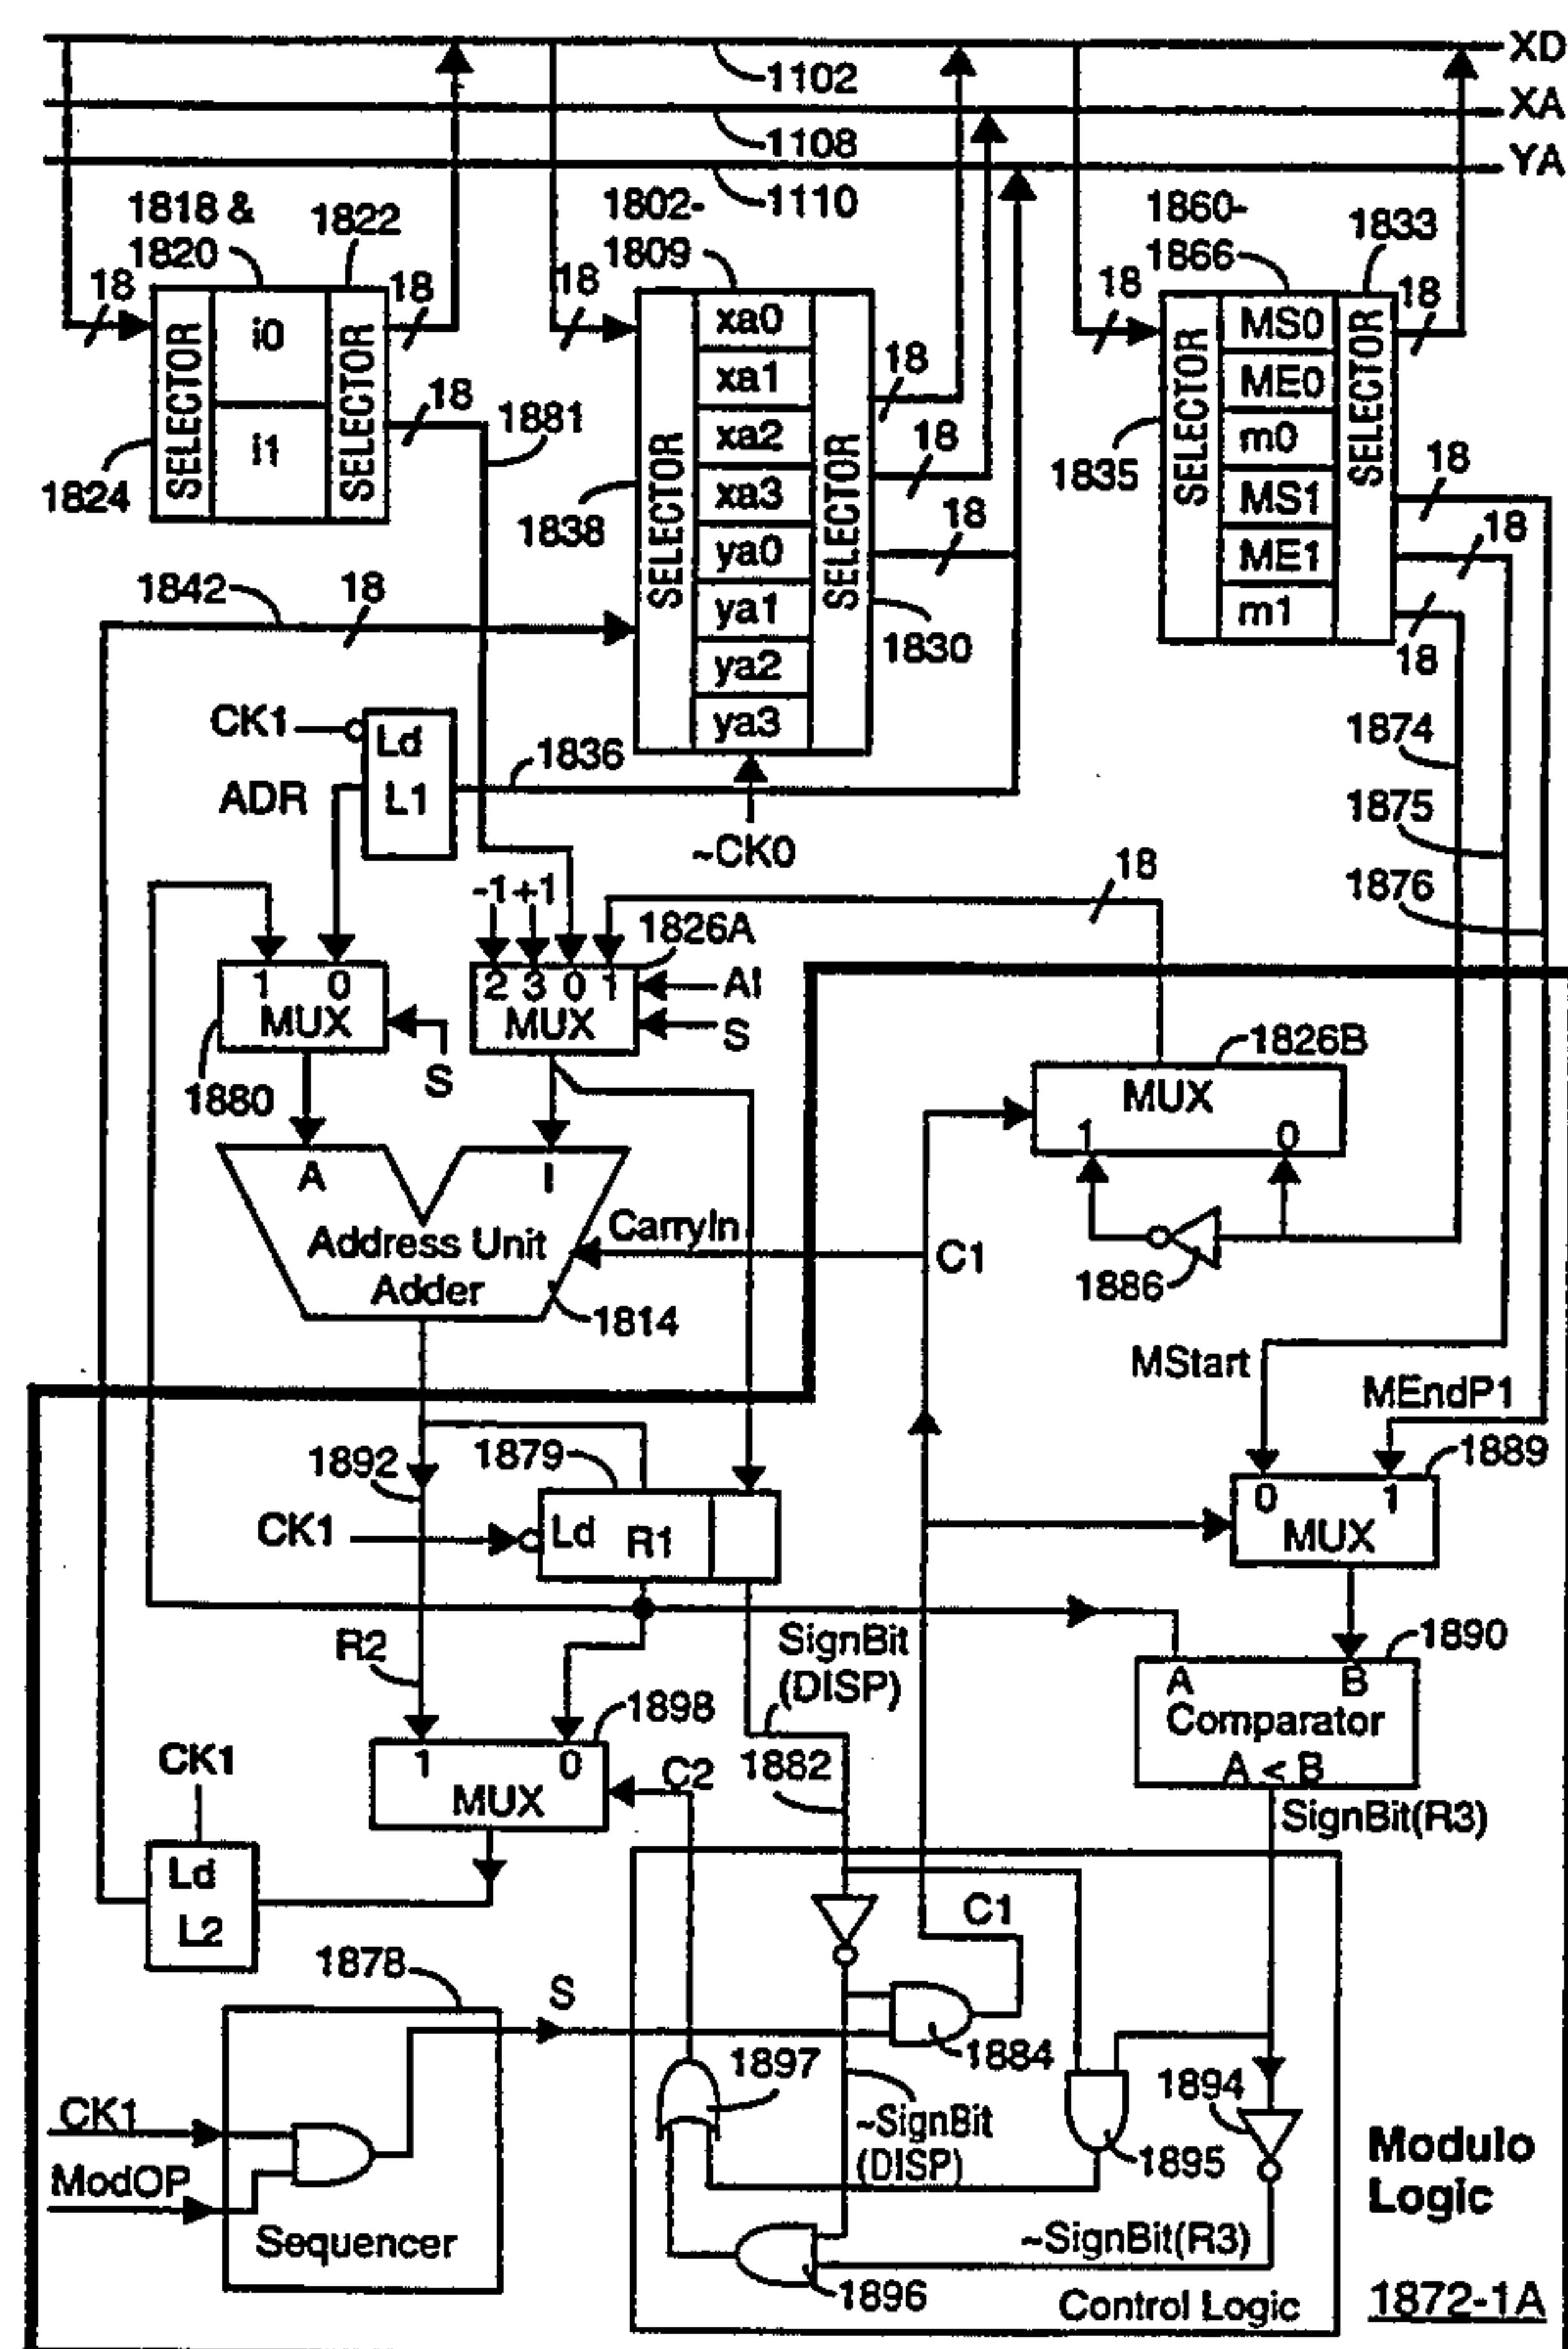 XD
1102
XA
1108
YA
1110
1818 &
1820
1822
1802-
1809
1860-
1866
1833
18
18
18
18
18
SELECTOR
i0
i1
SELECTOR
18
1881
1824
SELECTOR
xa0
xa1
xa2
xa3
ya0
ya1
ya2
ya3
SELECTOR
18
18
18
1838
1830
SELECTOR
MS0
ME0
m0
MS1
ME1
m1
SELECTOR
1835
18
18
18
1842
18
CK1
Ld
L1
ADR
1836
~CK0
1874
1875
1876
-1
+1
18
1826A
1
0
MUX
S
1880
2
3
0
1
MUX
AI
S
1826B
MUX
1
0
1886
A
I
Address Unit
Adder
CarryIn
C1
1814
MStart
MEndP1
1892
1879
1889
CK1
Ld
R1
0
1
MUX
R2
SignBit
(DISP)
1890
A
B
Comparator
A < B
1898
1
0
MUX
C2
1882
SignBit(R3)
CK1
Ld
L2
C1
1878
S
1884
1897
1894
CK1
ModOP
Sequencer
~SignBit
(DISP)
1895
~SignBit(R3)
1896
Control Logic
Modulo
Logic
1872-1A